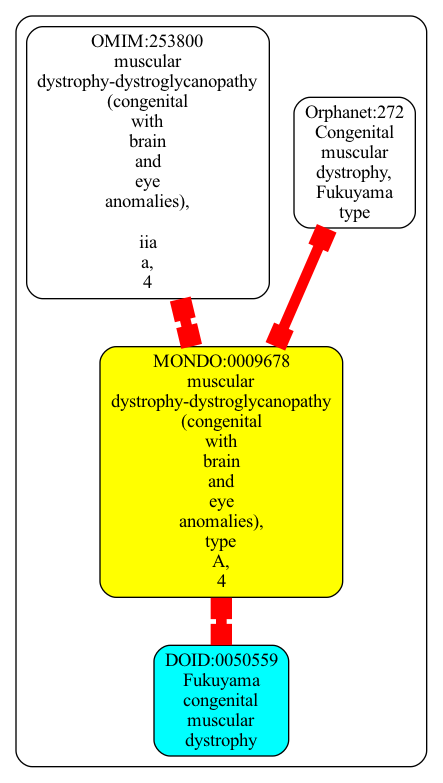 OMIM:253800
muscular
dystrophy-dystroglycanopathy
(congenital
with
brain
and
eye
anomalies),
iia
a,
4
Orphanet:272
Congenital
muscular
dystrophy,
Fukuyama
type
MONDO:0009678
muscular
dystrophy-dystroglycanopathy
(congenital
with
brain
and
eye
anomalies),
type
A,
4
DOID:0050559
Fukuyama
congenital
muscular
dystrophy